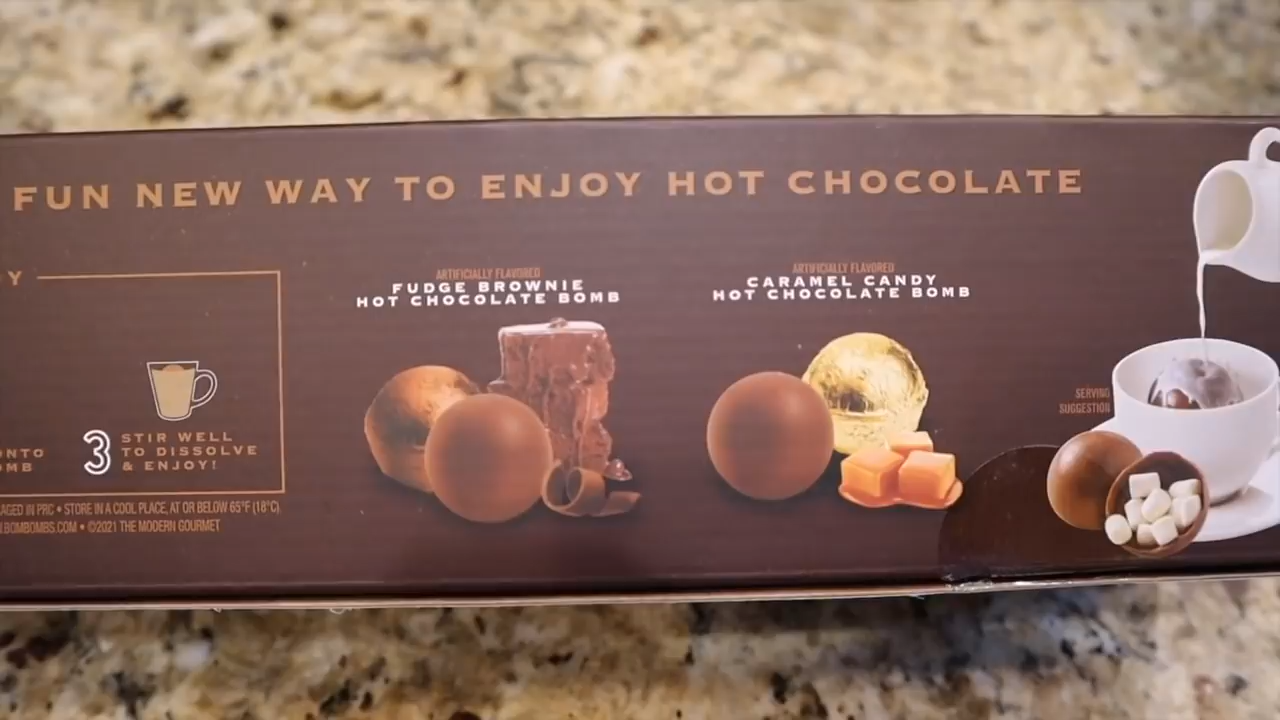 FUN NEW WAY TO ENJOY HOT CHOCOLATE
Y
ARTIFICIALLY FLAVORED
FUDGE BROWNIE
HOT CHOCOLATE BOMB
ARTIFICIALLY FLAVORED
CARAMEL CANDY
HOT CHOCOLATE BOMB
SERVING
SUGGESTION
NTO
OMB
3
STIR WELL
TO DISSOLVE
& ENJOY!
AGED IN PRC • STORE IN A COOL PLACE, AT OR BELOW 65°F (18°C)
BOMBOMBS.COM • ©2021 THE MODERN GOURMET